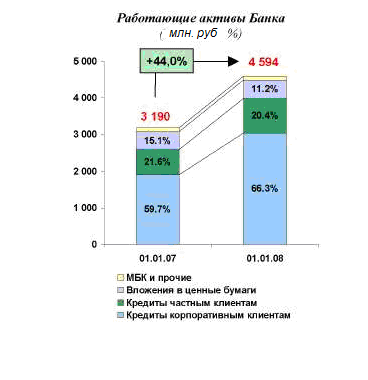 Работающие активы Банка
( млн. руб %)
5 000
4 000
3 000
2 000
1 000
0
+44,0%
3 190
4 594
15.1%
21.6%
59.7%
11.2%
20.4%
66.3%
01.01.07
01.01.08
МБК и прочие
Вложения в ценные бумаги
Кредиты частным клиентам
Кредиты корпоративным клиентам